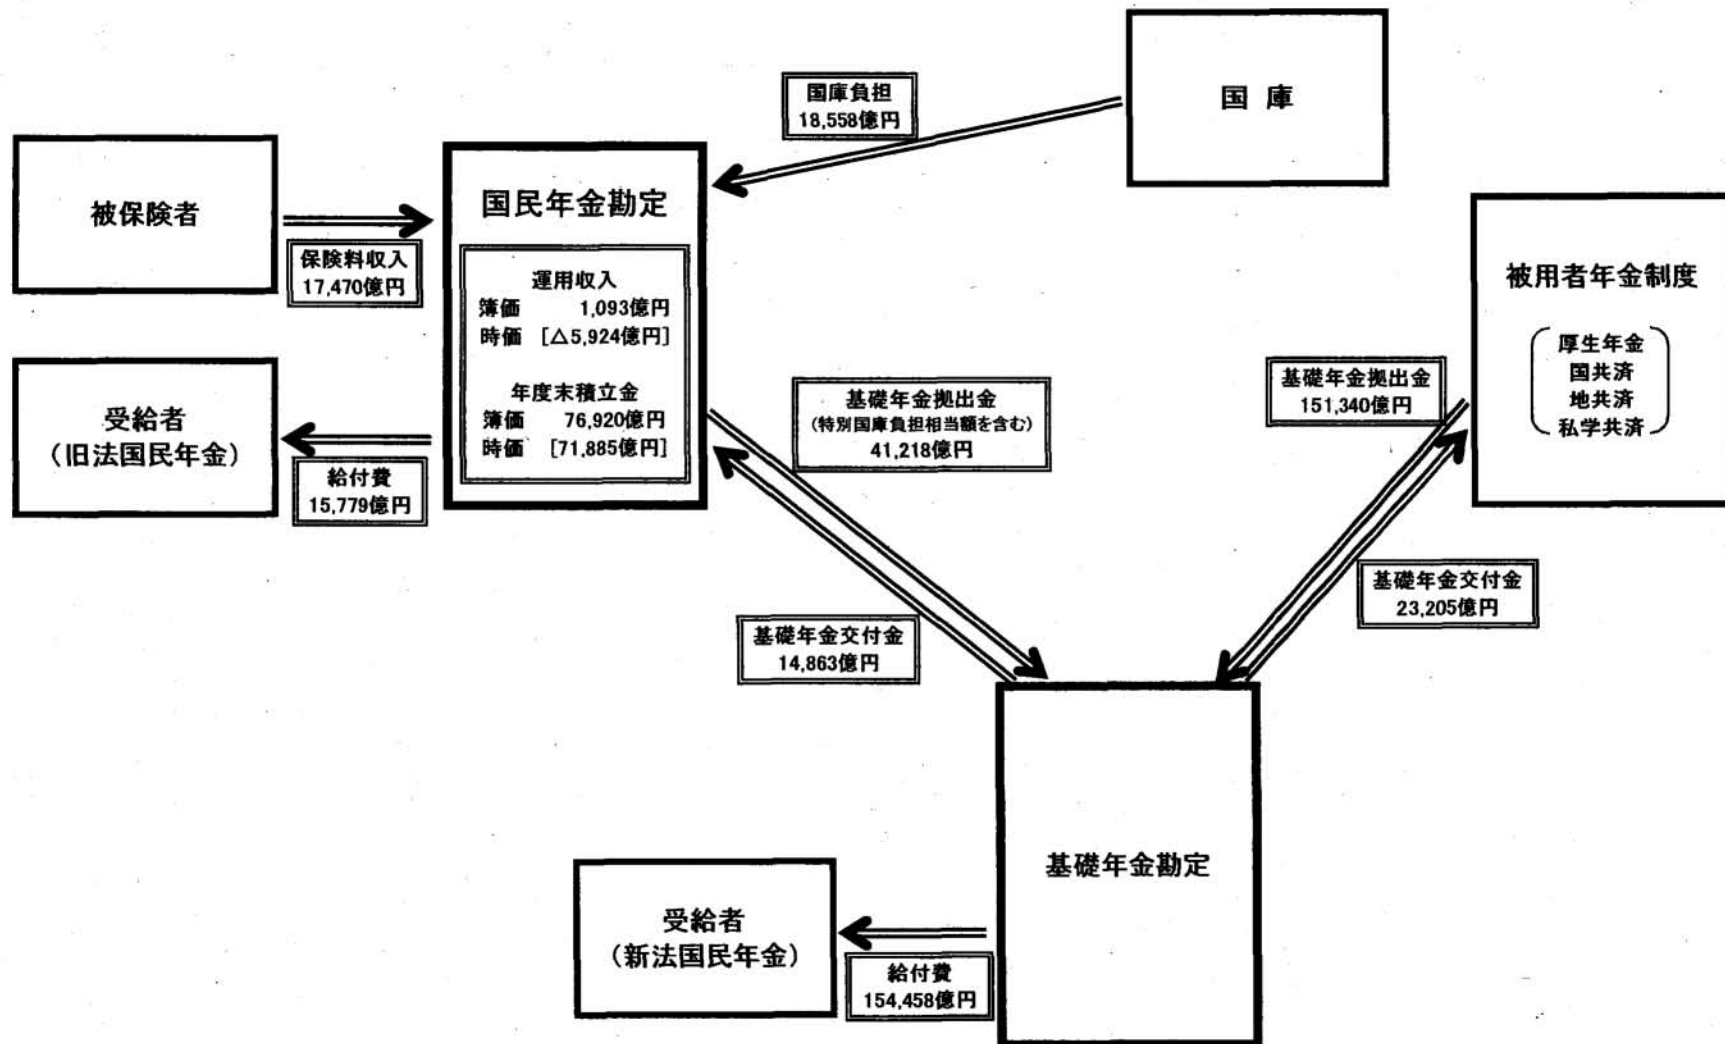 国 庫
国庫負担
18,558億円
被保険者
保険料収入
17,470億円
国民年金勘定
運用収入
簿価 1,093億円
時価 [△5,924億円]
年度末積立金
簿価 76,920億円
時価 [71,885億円]
被用者年金制度
厚生年金
国共済
地共済
私学共済
受給者
(旧法国民年金)
給付費
15,779億円
基礎年金拠出金
(特別国庫負担相当額を含む)
41,218億円
基礎年金拠出金
151,340億円
基礎年金交付金
14,863億円
基礎年金交付金
23,205億円
基礎年金勘定
受給者
(新法国民年金)
給付費
154,458億円